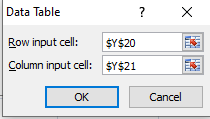 Data Table ? ×
Row input cell: $Y$20
Column input cell: $Y$21
OK Cancel